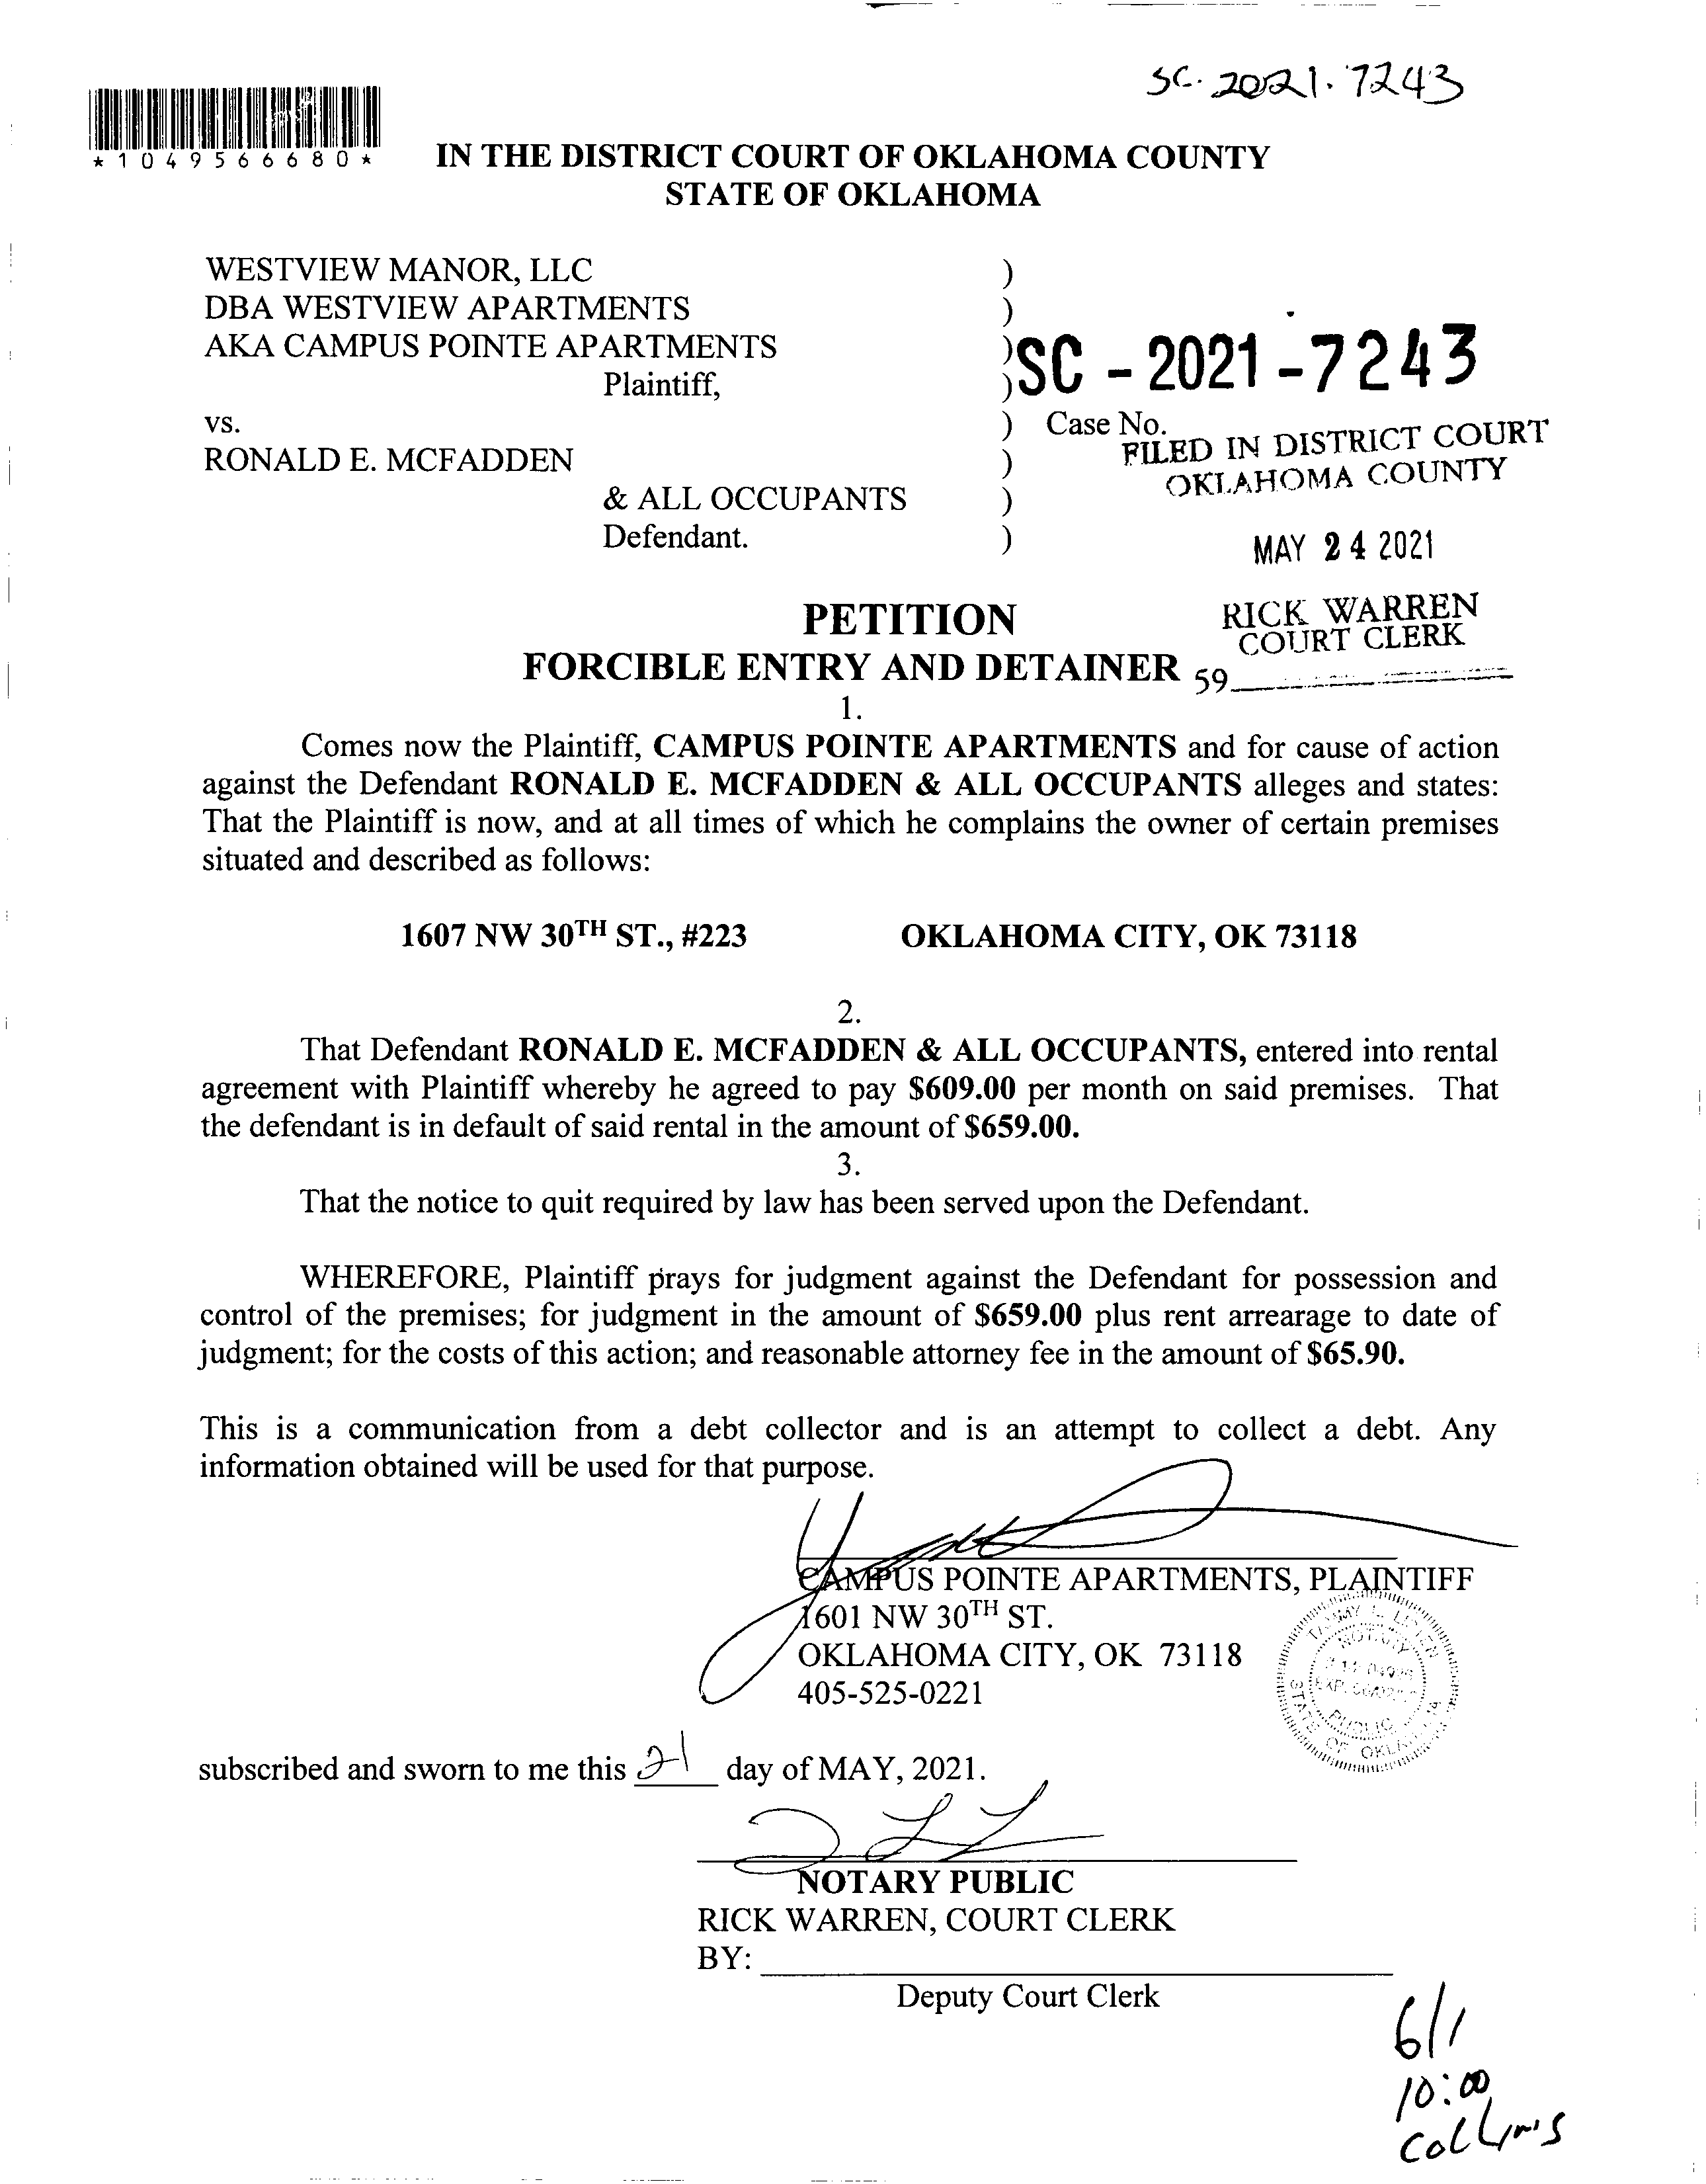 SC. 2021. 7243
*1049566680*
IN THE DISTRICT COURT OF OKLAHOMA COUNTY
STATE OF OKLAHOMA
WESTVIEW MANOR, LLC )
DBA WESTVIEW APARTMENTS )
AKA CAMPUS POINTE APARTMENTS )
SC - 2021 - 7243
Plaintiff, )
vs. ) Case No.
FILED IN DISTRICT COURT
RONALD E. MCFADDEN )
OKLAHOMA COUNTY
& ALL OCCUPANTS )
Defendant. )
MAY 24 2021
PETITION
RICK WARREN
COURT CLERK
FORCIBLE ENTRY AND DETAINER
59
1.
Comes now the Plaintiff, CAMPUS POINTE APARTMENTS and for cause of action
against the Defendant RONALD E. MCFADDEN & ALL OCCUPANTS alleges and states:
That the Plaintiff is now, and at all times of which he complains the owner of certain premises
situated and described as follows:
1607 NW 30TH ST., #223 OKLAHOMA CITY, OK 73118
2.
That Defendant RONALD E. MCFADDEN & ALL OCCUPANTS, entered into rental
agreement with Plaintiff whereby he agreed to pay $609.00 per month on said premises. That
the defendant is in default of said rental in the amount of $659.00.
3.
That the notice to quit required by law has been served upon the Defendant.
WHEREFORE, Plaintiff prays for judgment against the Defendant for possession and
control of the premises; for judgment in the amount of $659.00 plus rent arrearage to date of
judgment; for the costs of this action; and reasonable attorney fee in the amount of $65.90.
This is a communication from a debt collector and is an attempt to collect a debt. Any
information obtained will be used for that purpose.
CAMPUS POINTE APARTMENTS, PLAINTIFF
1601 NW 30TH ST.
OKLAHOMA CITY, OK 73118
405-525-0221
NOTARY
PUBLIC
STATE OF
subscribed and sworn to me this 21 day of MAY, 2021.
NOTARY PUBLIC
RICK WARREN, COURT CLERK
BY:
Deputy Court Clerk
6/1
10:00
Collins